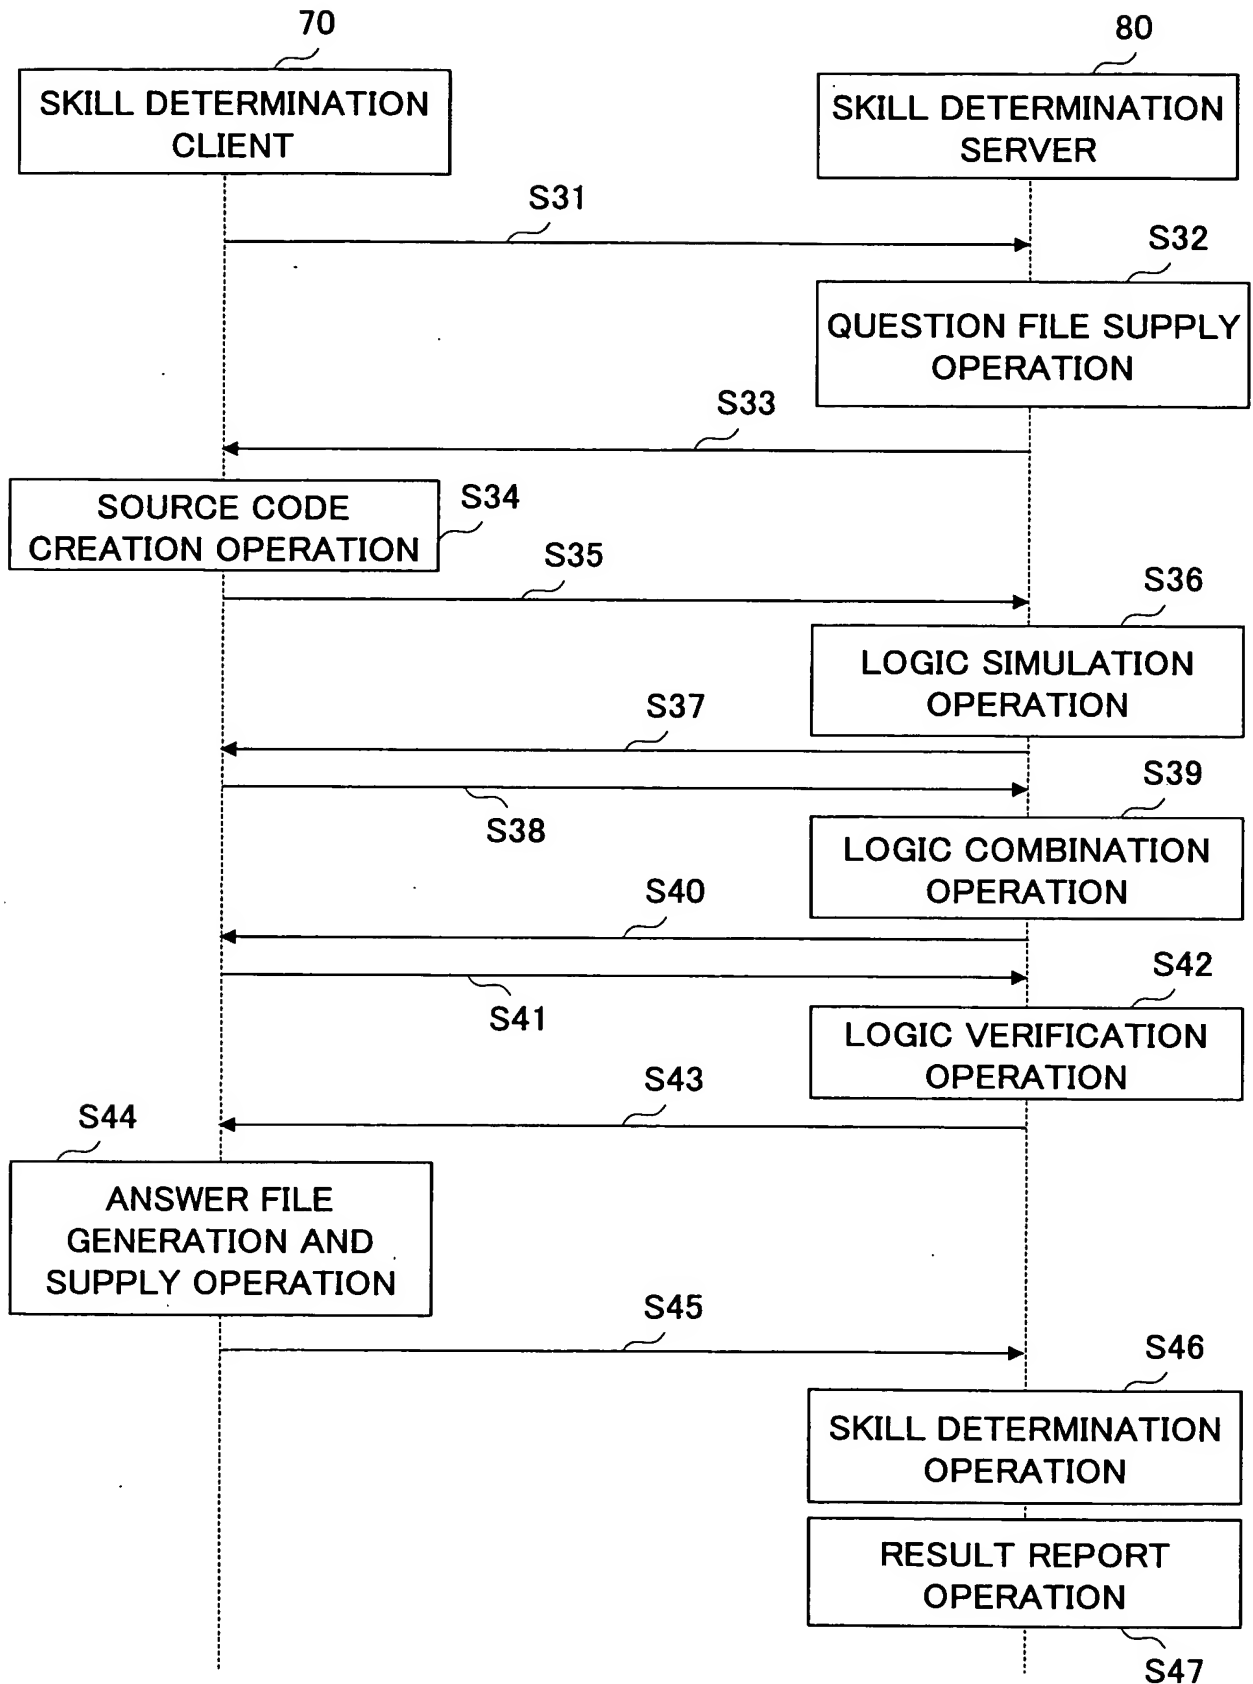 70
80
SKILL DETERMINATION
CLIENT
SKILL DETERMINATION
SERVER
S31
S32
QUESTION FILE SUPPLY
OPERATION
S33
SOURCE CODE
CREATION OPERATION
S34
S35
S36
LOGIC SIMULATION
OPERATION
S37
S38
S39
LOGIC COMBINATION
OPERATION
S40
S41
S42
LOGIC VERIFICATION
OPERATION
S43
S44
ANSWER FILE
GENERATION AND
SUPPLY OPERATION
S45
S46
SKILL DETERMINATION
OPERATION
RESULT REPORT
OPERATION
S47